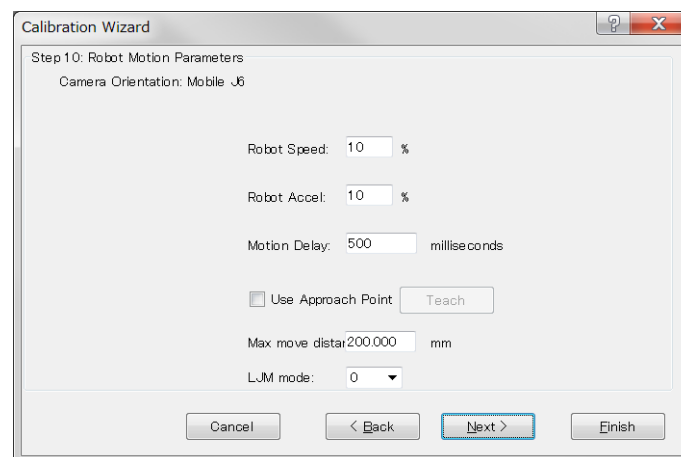 Calibration Wizard
Step 10: Robot Motion Parameters
Camera Orientation: Mobile J6
Robot Speed: 10 %
Robot Accel: 10 %
Motion Delay: 500 milliseconds
Use Approach Point Teach
Max move distar 200.000 mm
LJM mode: 0
Cancel < Back Next > Finish